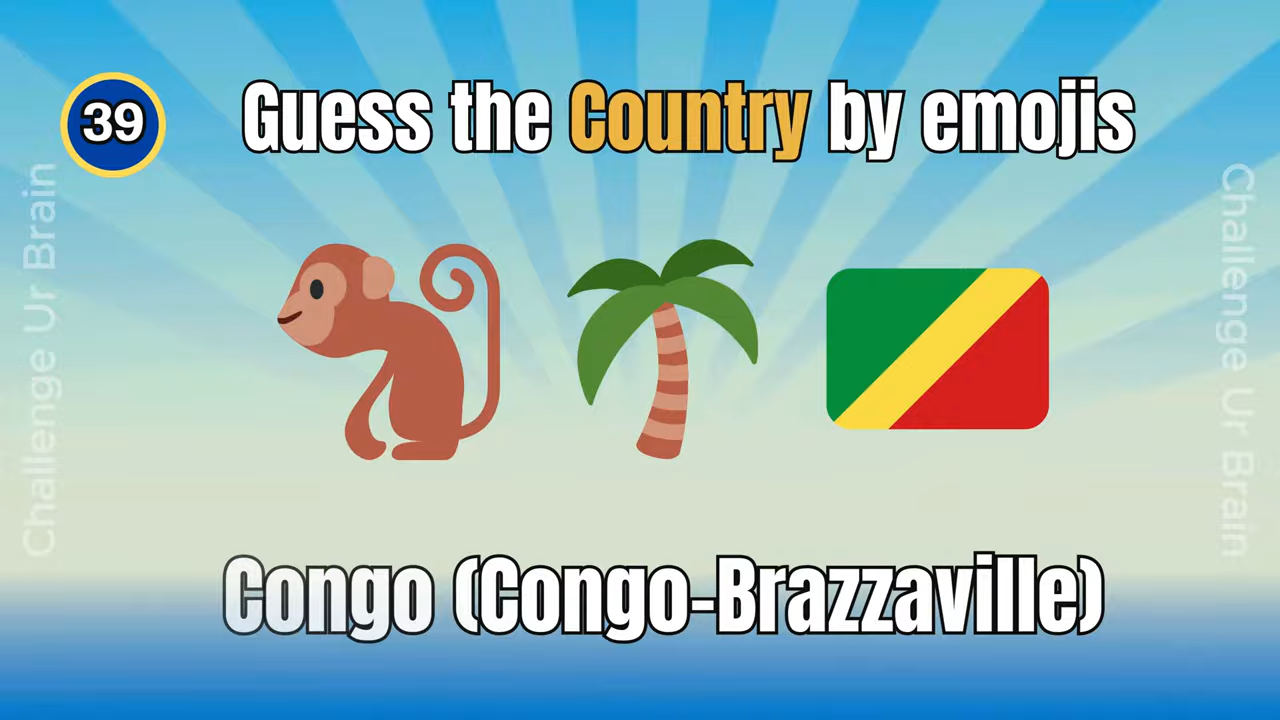 39
Guess the Country by emojis
Challenge Ur Brain
Challenge Ur Brain
Congo (Congo-Brazzaville)